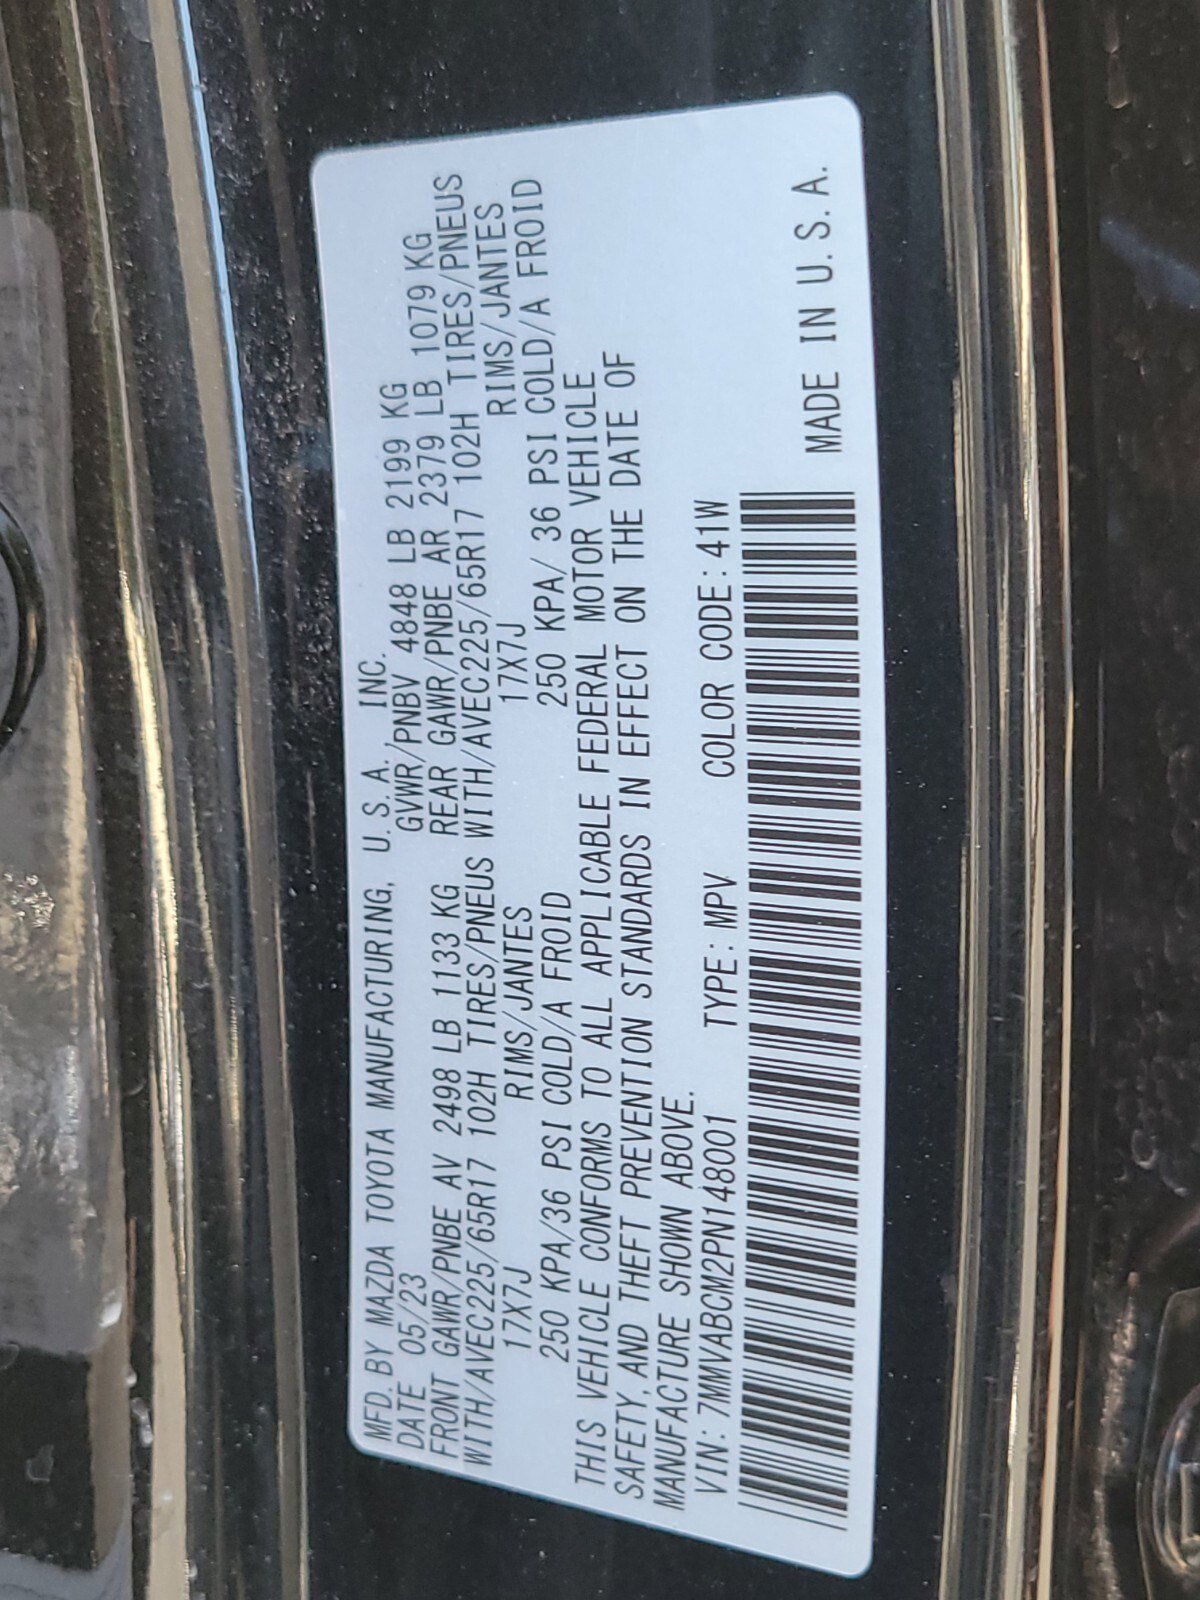 MFD. BY MAZDA TOYOTA MANUFACTURING, U.S.A. INC.
DATE 05/23 GVWR/PNBV 4848 LB 2199 KG
FRONT GAWR/PNBE AV 2498 LB 1133 KG REAR GAWR/PNBE AR 2379 LB 1079 KG
WITH/AVEC225/65R17 102H TIRES/PNEUS WITH/AVEC225/65R17 102H TIRES/PNEUS
17X7J RIMS/JANTES 17X7J RIMS/JANTES
250 KPA/36 PSI COLD/A FROID 250 KPA/ 36 PSI COLD/A FROID
THIS VEHICLE CONFORMS TO ALL APPLICABLE FEDERAL MOTOR VEHICLE
SAFETY, AND THEFT PREVENTION STANDARDS IN EFFECT ON THE DATE OF
MANUFACTURE SHOWN ABOVE.
VIN: 7MMVABCM2PN148001 TYPE: MPV COLOR CODE: 41W
MADE IN U.S.A.